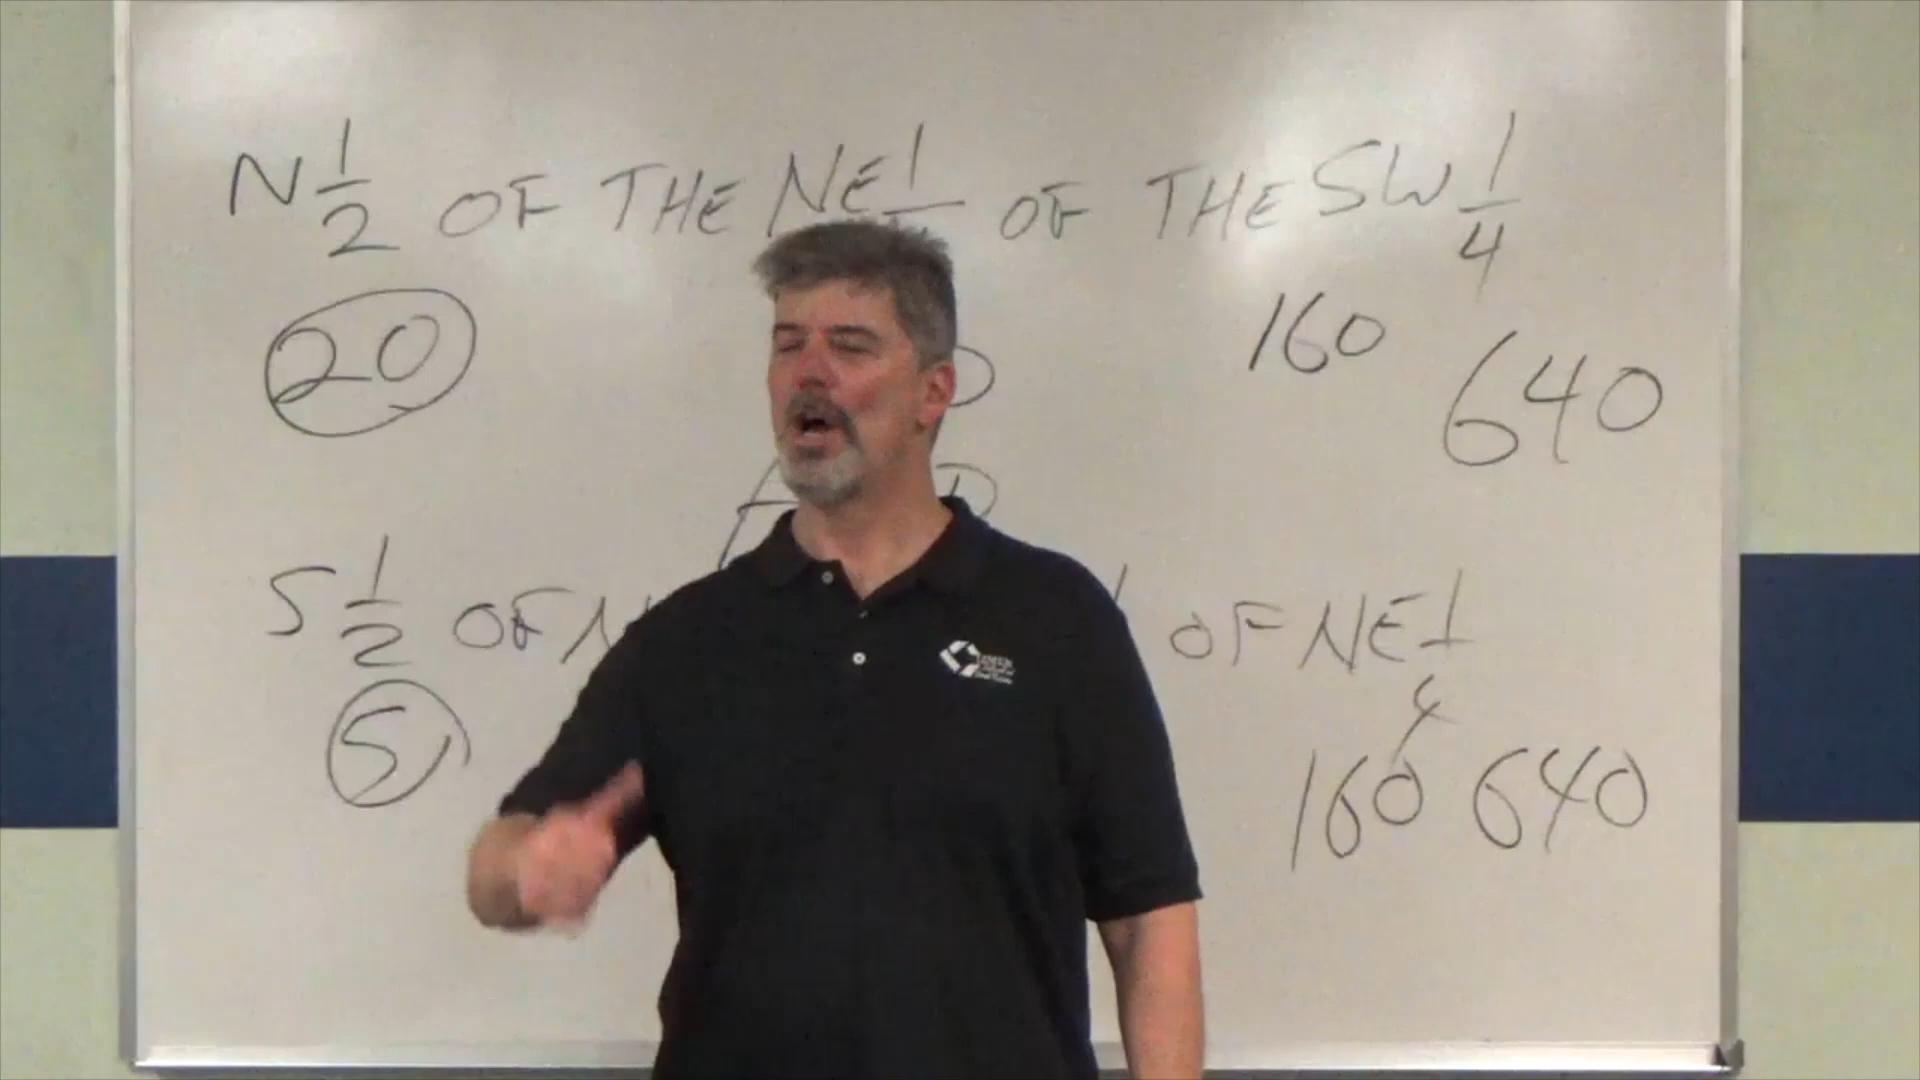 N 1/2 OF THE NE 1/ OF THE SW 1/4
20 160 640
S 1/2 OF N OF NE 1/4
5 160 640